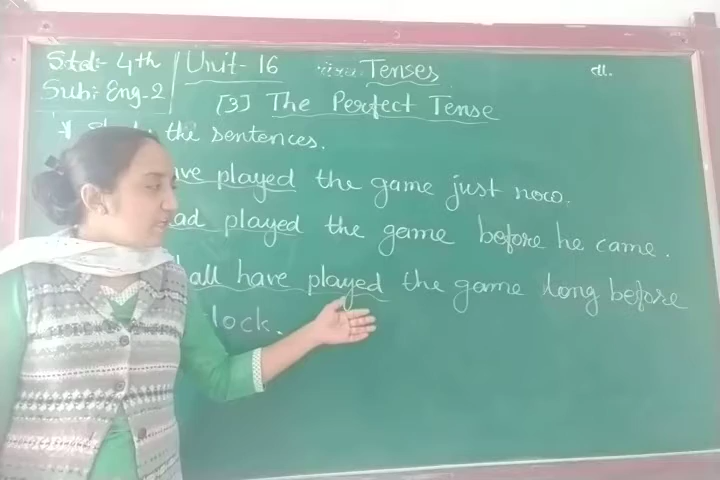 Std:- 4th
Sub: Eng-2
Unit- 16
Tenses
dt.
[3] The Perfect Tense
the sentences.
ve played the game just now.
ad played the game before he came.
all have played the game long before
lock.